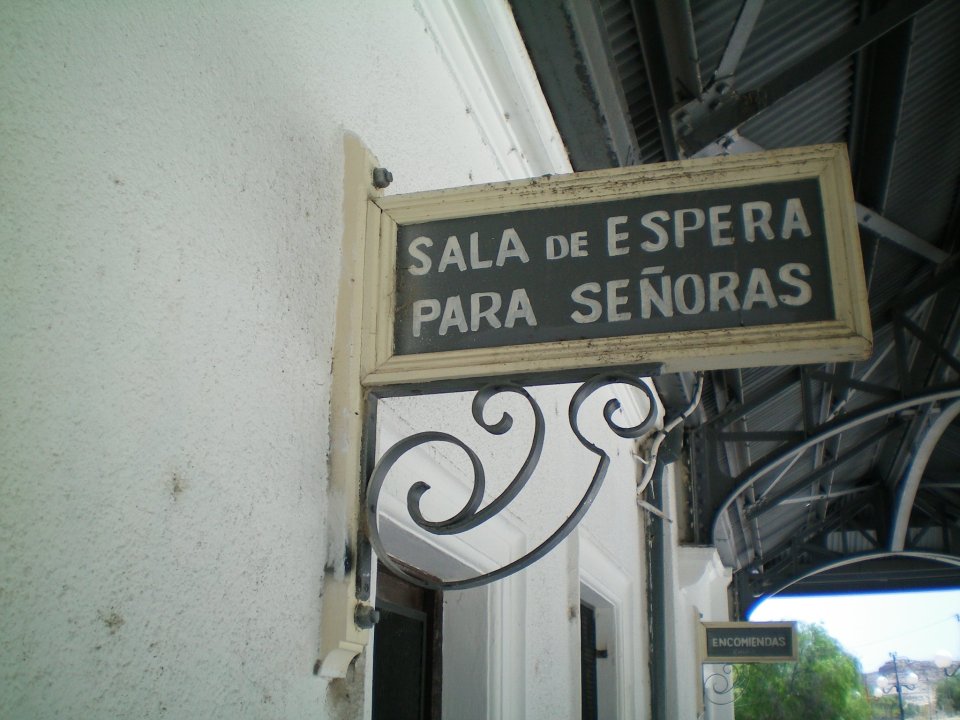 SALA DE ESPERA
PARA SEÑORAS
ENCOMIENDAS